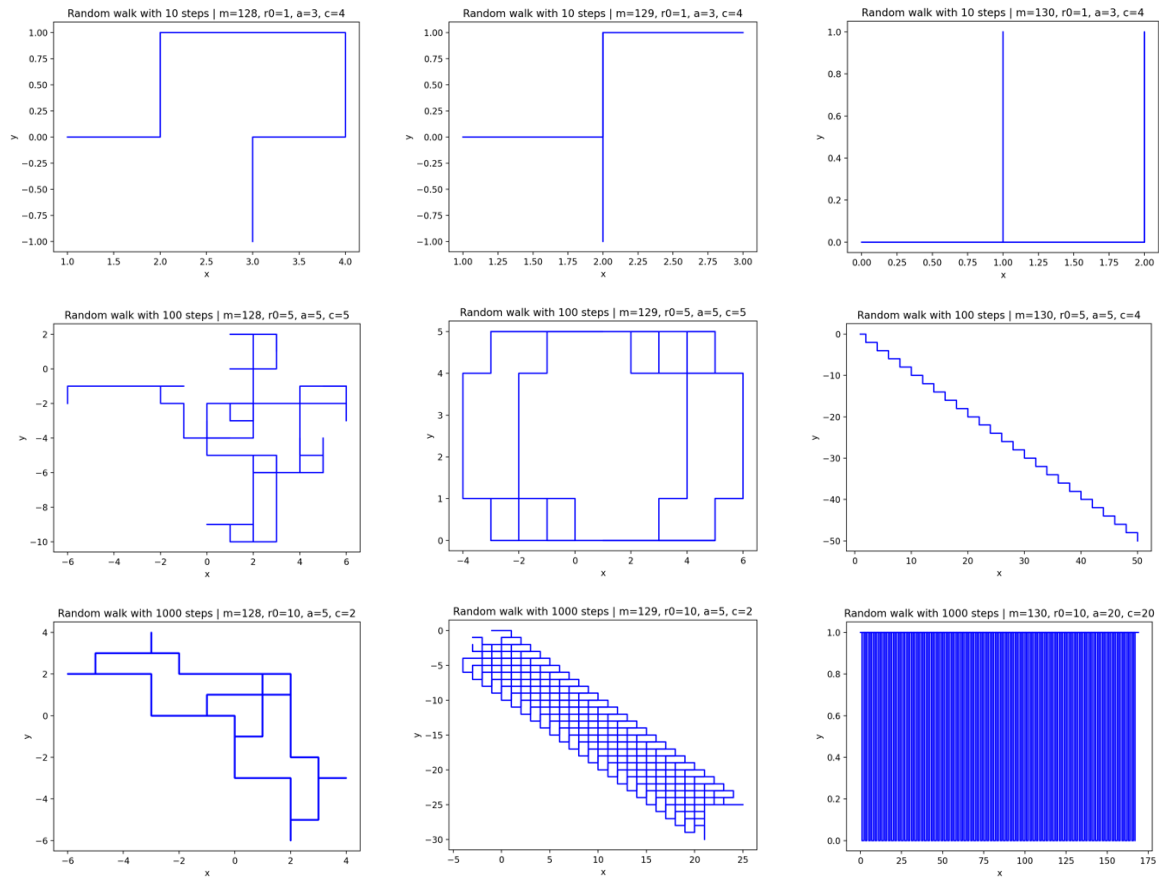 Random walk with 10 steps | m=128, r0=1, a=3, c=4
1.00
0.75
0.50
0.25
0.00
−0.25
−0.50
−0.75
−1.00
y
1.0 1.5 2.0 2.5 3.0 3.5 4.0
x
Random walk with 10 steps | m=129, r0=1, a=3, c=4
1.00
0.75
0.50
0.25
0.00
−0.25
−0.50
−0.75
−1.00
y
1.00 1.25 1.50 1.75 2.00 2.25 2.50 2.75 3.00
x
Random walk with 10 steps | m=130, r0=1, a=3, c=4
1.0
0.8
0.6
0.4
0.2
0.0
y
0.00 0.25 0.50 0.75 1.00 1.25 1.50 1.75 2.00
x
Random walk with 100 steps | m=128, r0=5, a=5, c=5
2
0
−2
−4
−6
−8
−10
y
−6 −4 −2 0 2 4 6
x
Random walk with 100 steps | m=129, r0=5, a=5, c=5
5
4
3
2
1
0
y
−4 −2 0 2 4 6
x
Random walk with 100 steps | m=130, r0=5, a=5, c=4
0
−10
−20
−30
−40
−50
y
0 10 20 30 40 50
x
Random walk with 1000 steps | m=128, r0=10, a=5, c=2
4
2
0
−2
−4
−6
y
−6 −4 −2 0 2 4
x
Random walk with 1000 steps | m=129, r0=10, a=5, c=2
0
−5
−10
−15
−20
−25
−30
y
−5 0 5 10 15 20 25
x
Random walk with 1000 steps | m=130, r0=10, a=20, c=20
1.0
0.8
0.6
0.4
0.2
0.0
y
0 25 50 75 100 125 150 175
x